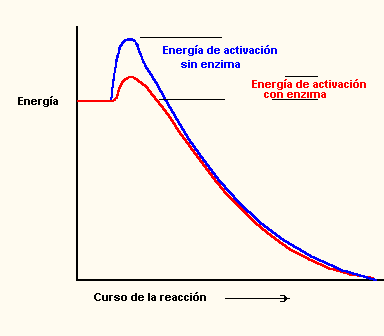 Energía de activación
sin enzima
Energía de activación
con enzima
Energía
Curso de la reacción